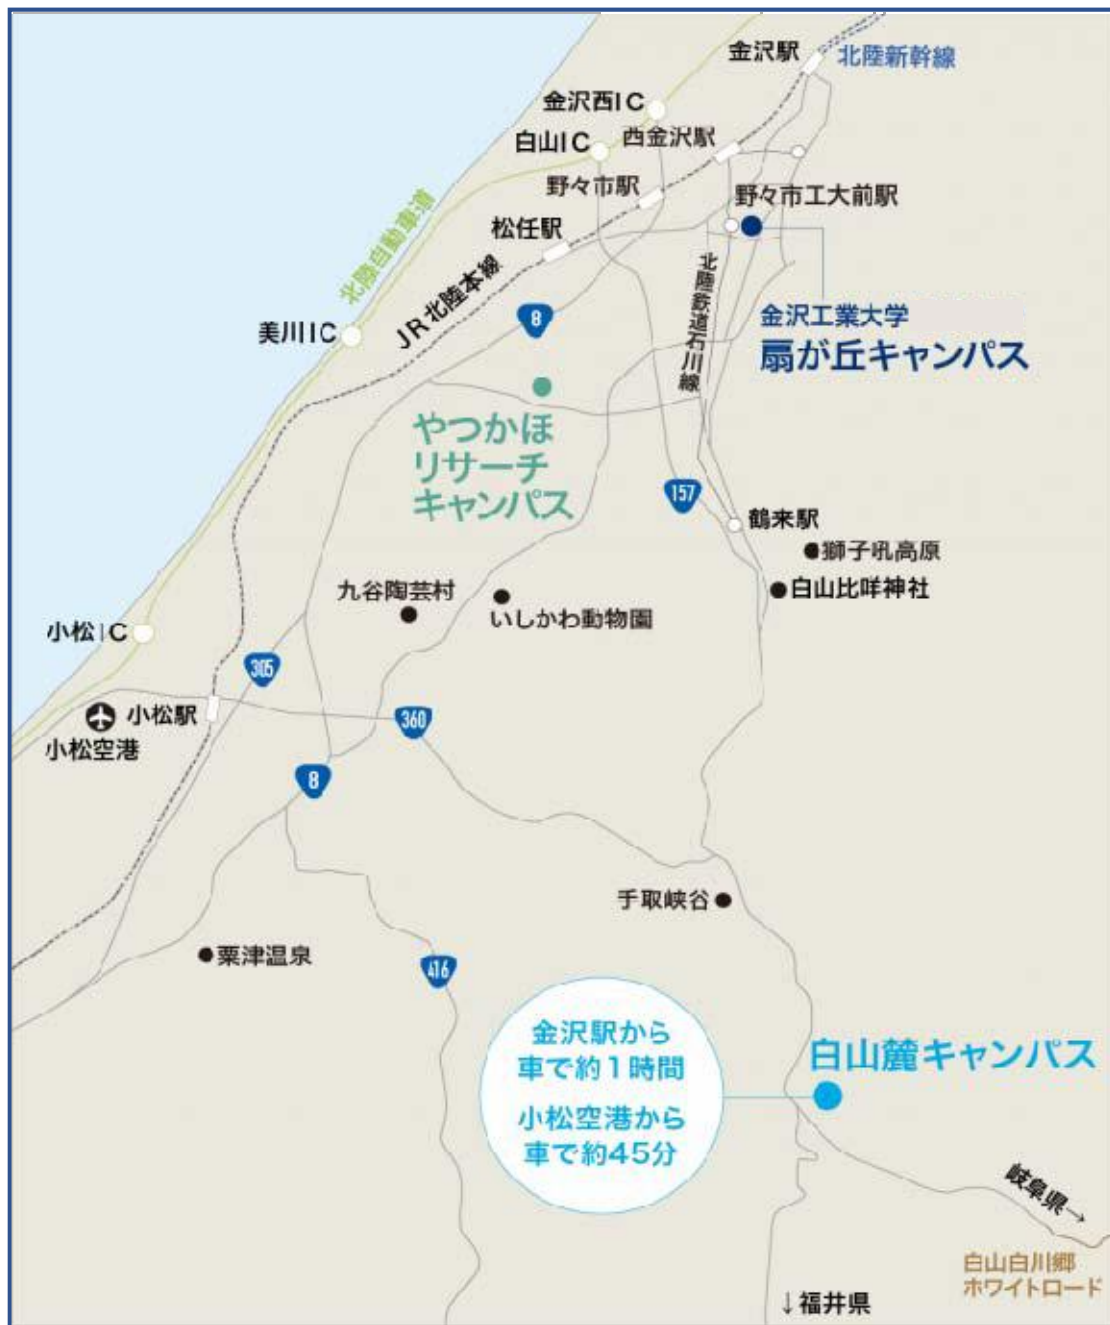 金沢駅
北陸新幹線
金沢西IC
白山IC
西金沢駅
野々市駅
野々市工大前駅
松任駅
北陸自動車道
JR北陸本線
北陸鉄道石川線
8
美川IC
金沢工業大学
扇が丘キャンパス
やつかほ
リサーチ
キャンパス
157
鶴来駅
獅子吼高原
白山比咩神社
九谷陶芸村
いしかわ動物園
小松IC
305
小松駅
360
小松空港
8
手取峡谷
粟津温泉
416
金沢駅から
車で約1時間
小松空港から
車で約45分
白山麓キャンパス
岐阜県→
白山白川郷
ホワイトロード
↓福井県